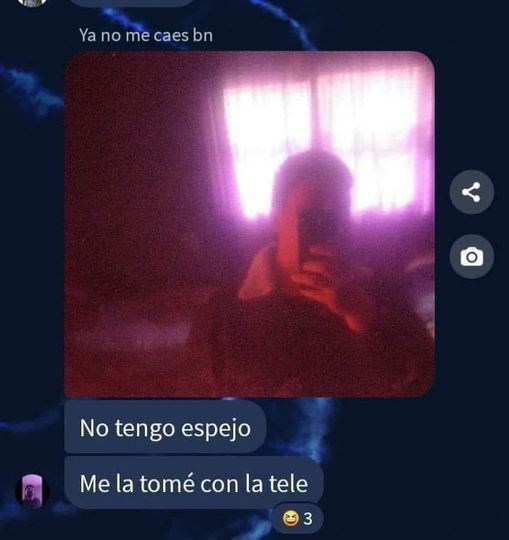 Ya no me caes bn
No tengo espejo
Me la tomé con la tele
😆 3